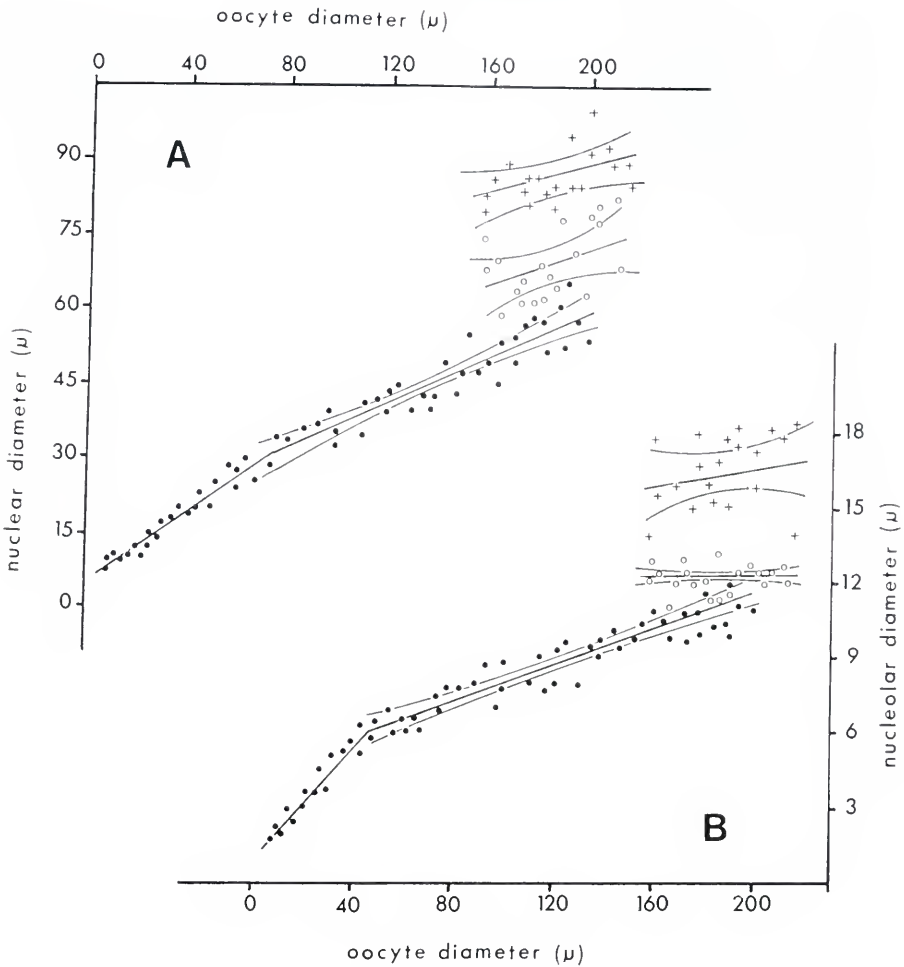 oocyte diameter (µ)
0 40 80 120 160 200
A
90
75
60
45
30
15
0
nuclear diameter (µ)
18
15
12
9
6
3
nucleolar diameter (µ)
B
0 40 80 120 160 200
oocyte diameter (µ)